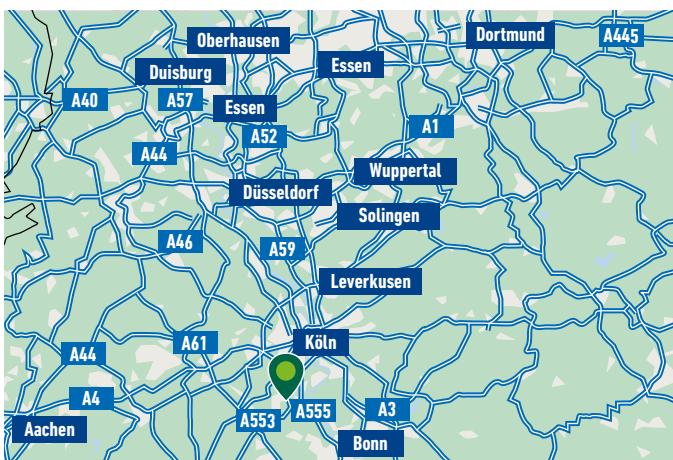 Oberhausen
Dortmund
A445
Duisburg
Essen
A40
A57
Essen
A1
A52
A44
Wuppertal
Düsseldorf
Solingen
A46
A59
Leverkusen
Köln
A61
A44
A4
A553
A555
A3
Aachen
Bonn